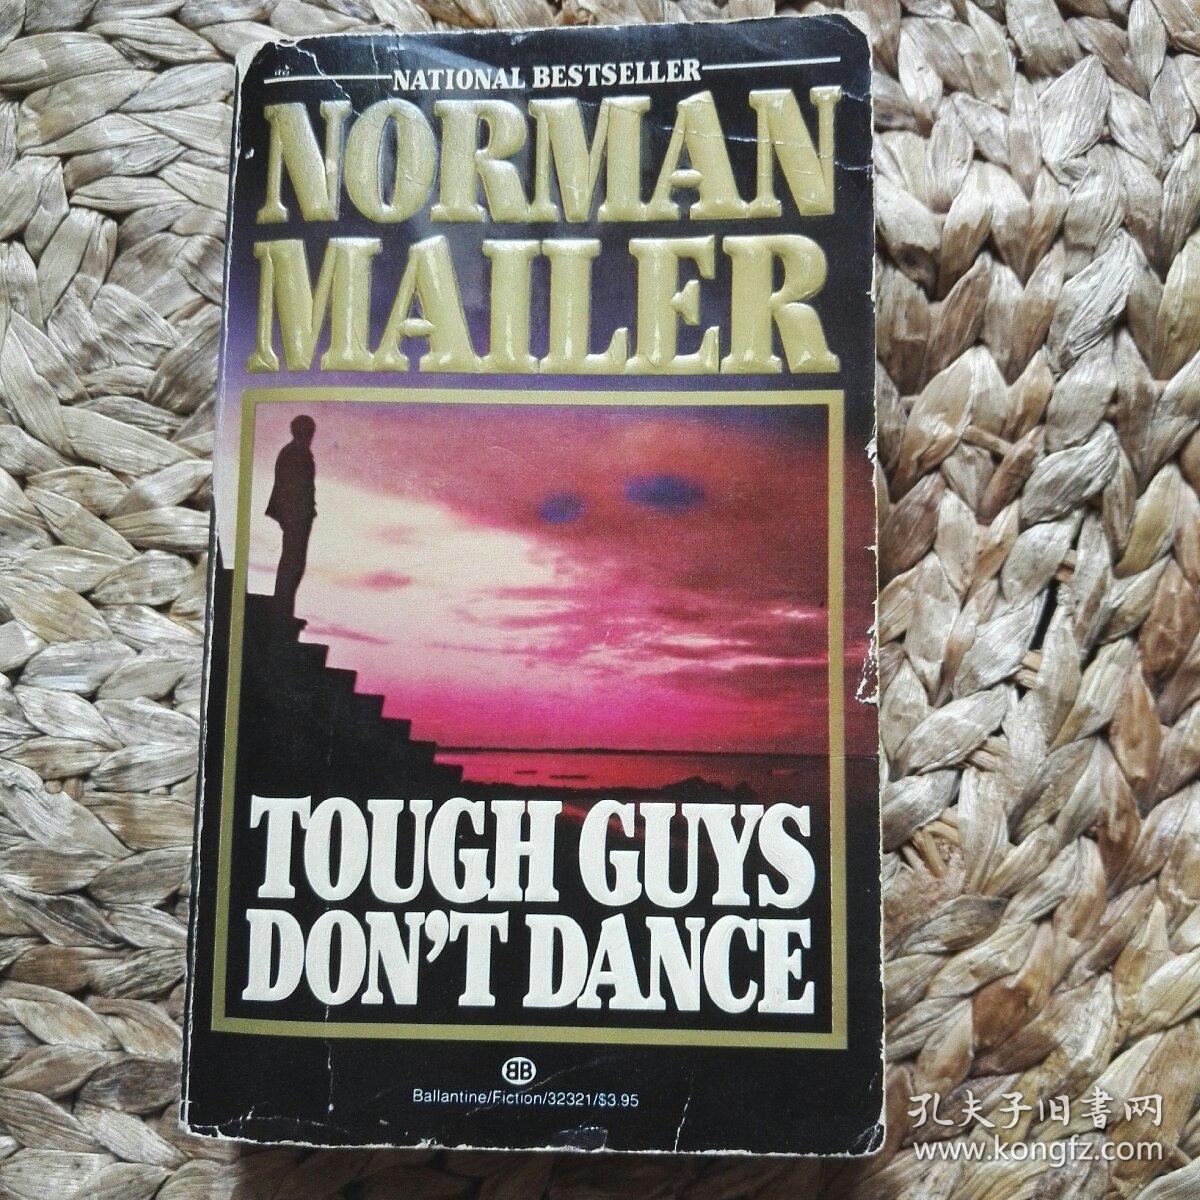 NATIONAL BESTSELLER
NORMAN
MAILER
TOUGH GUYS
DON'T DANCE
BB
Ballantine/Fiction/32321/$3.95
孔夫子旧書网
www.kongfz.com